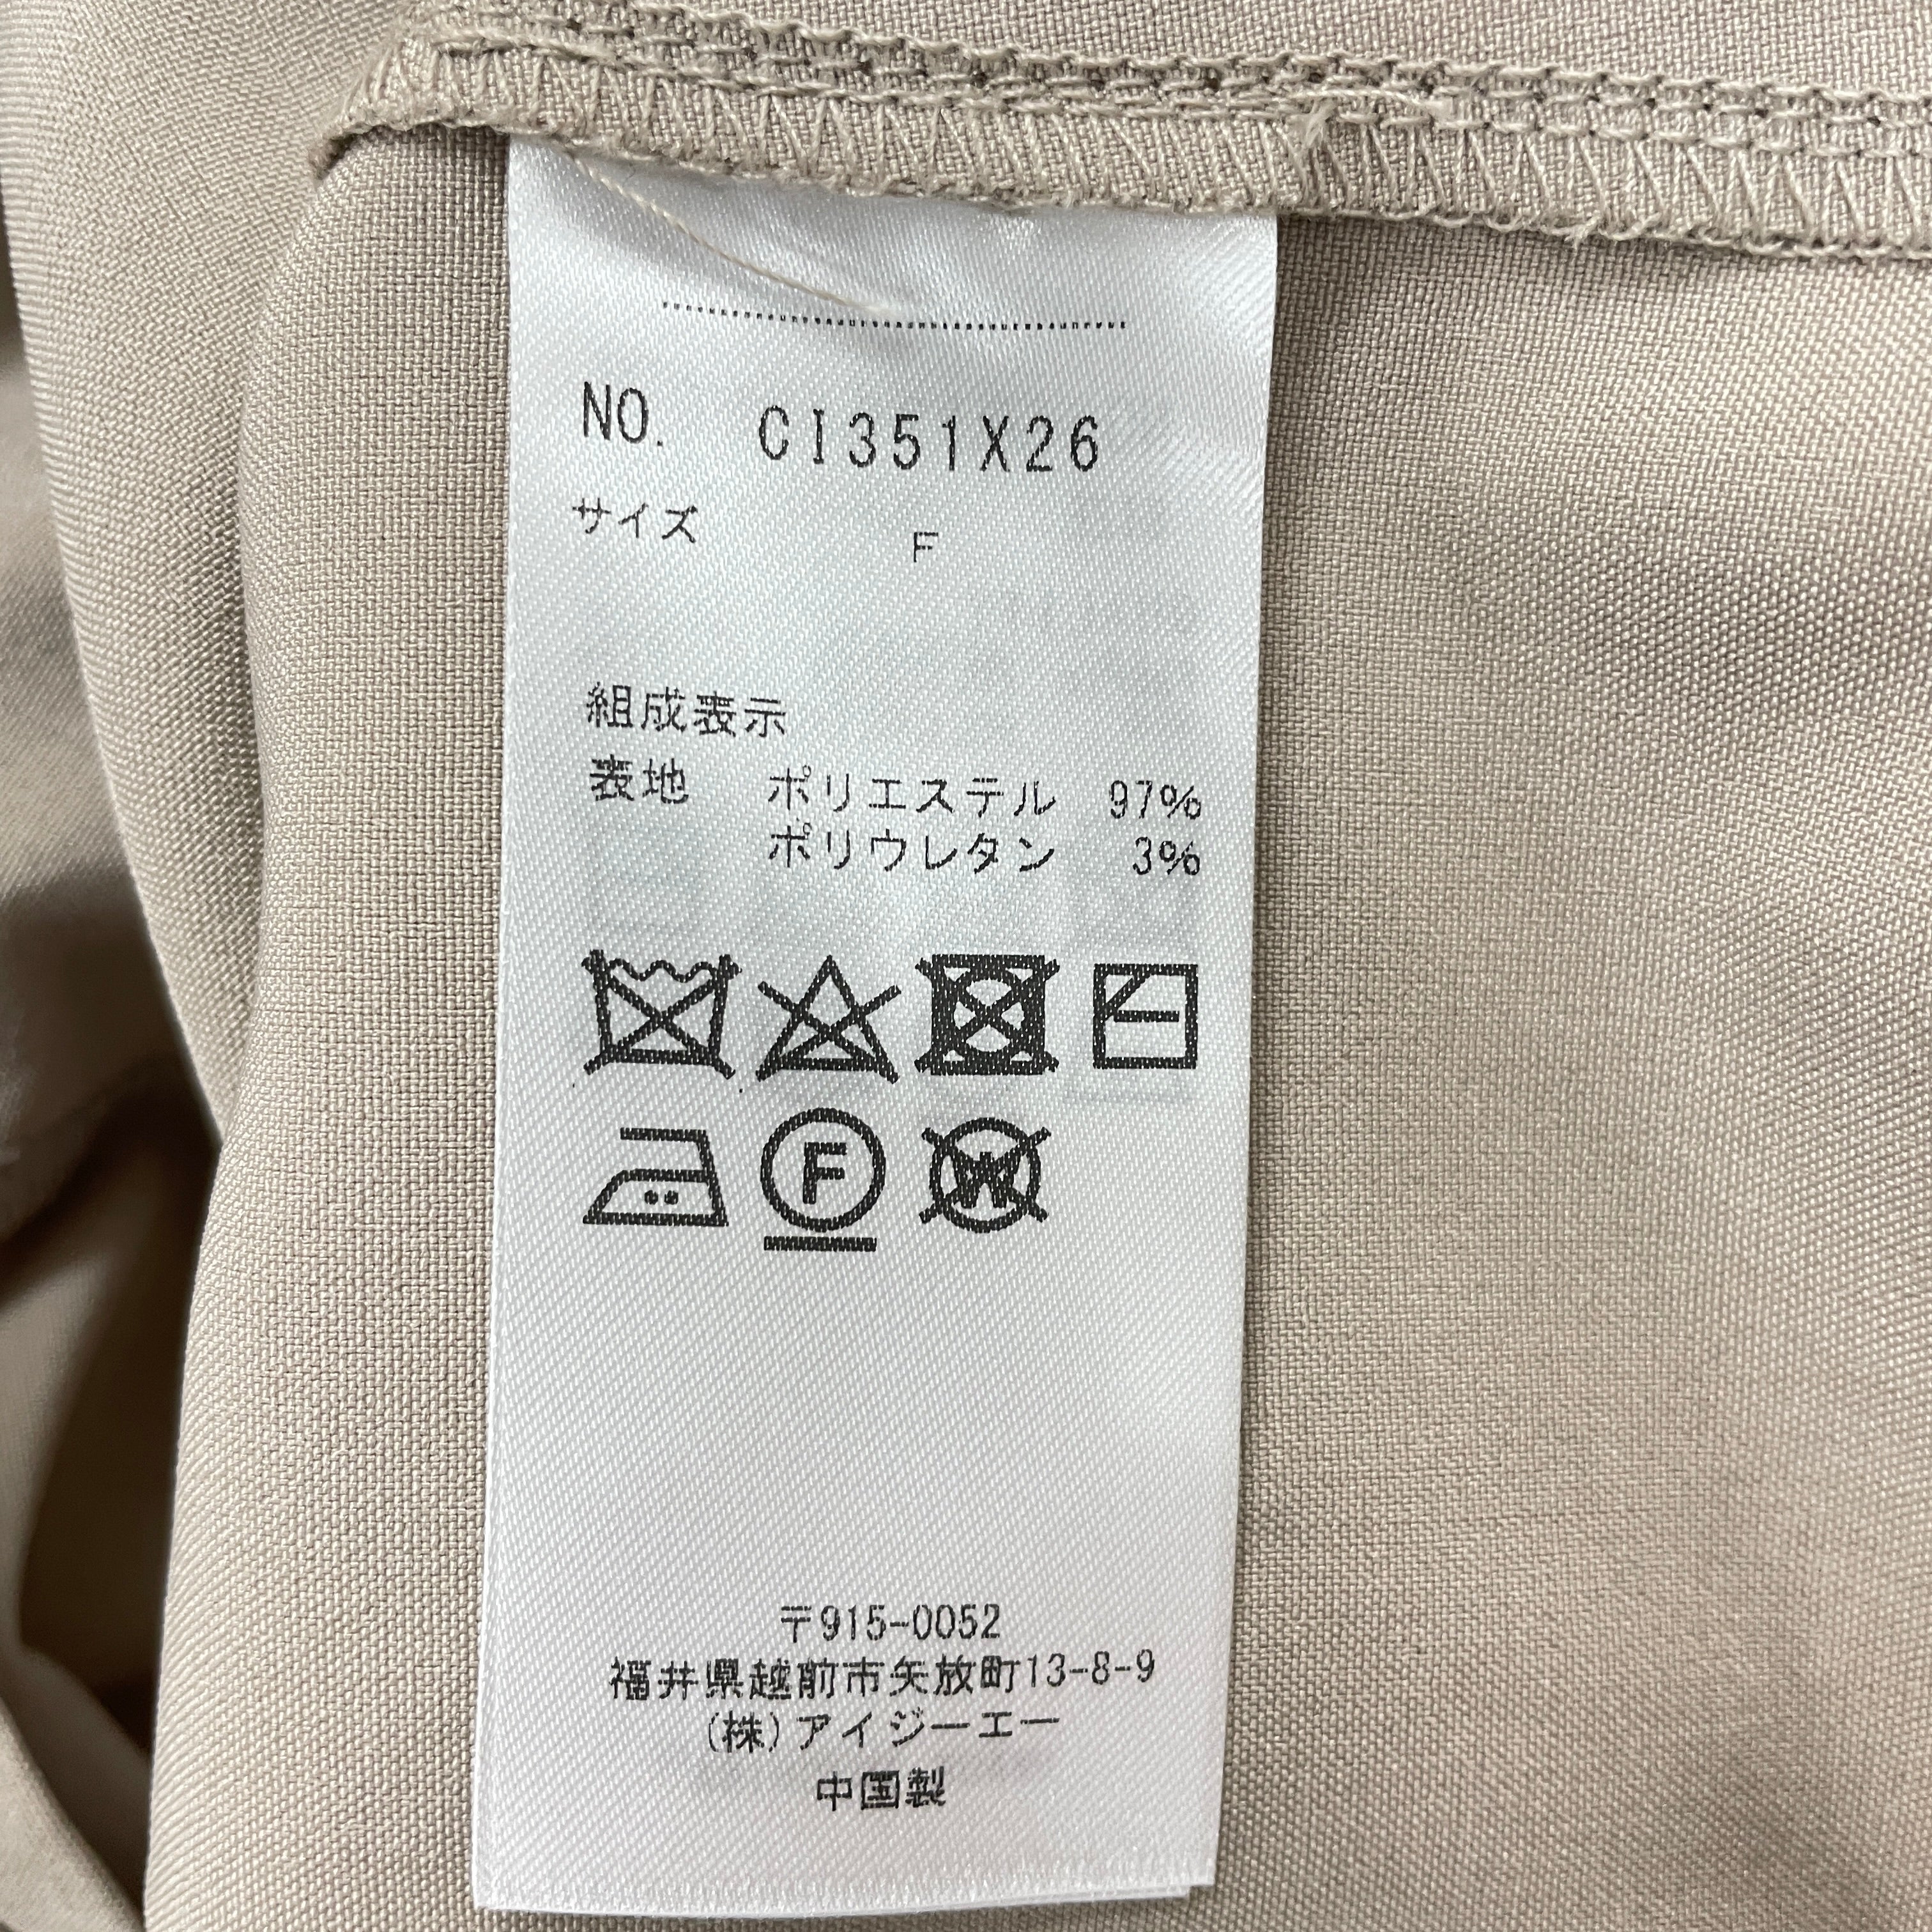 NO. CI351X26
サイズ F
組成表示
表地 ポリエステル 97%
ポリウレタン 3%
F
W
〒915-0052
福井県越前市矢放町13-8-9
(株)アイジーエー
中国製